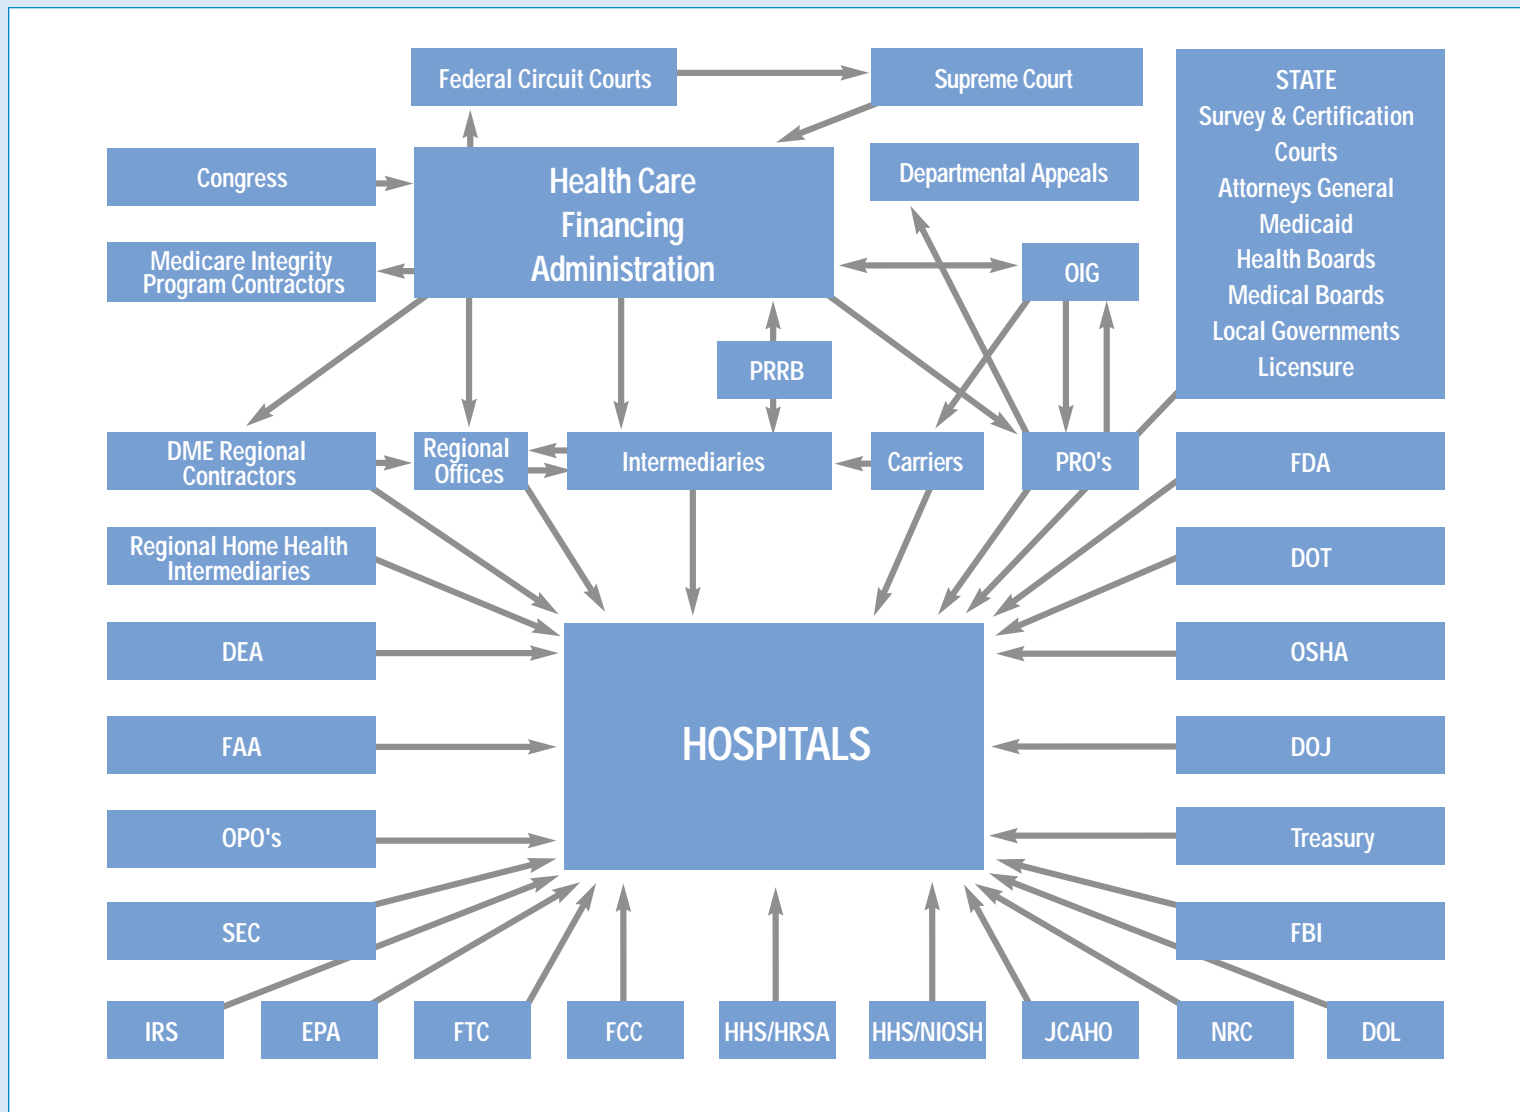 Federal Circuit Courts
Supreme Court
STATE
Survey & Certification
Courts
Attorneys General
Medicaid
Health Boards
Medical Boards
Local Governments
Licensure
Congress
Health Care
Financing
Administration
Departmental Appeals
Medicare Integrity
Program Contractors
OIG
PRRB
DME Regional
Contractors
Regional
Offices
Intermediaries
Carriers
PRO's
FDA
Regional Home Health
Intermediaries
DOT
DEA
OSHA
HOSPITALS
FAA
DOJ
OPO's
Treasury
SEC
FBI
IRS
EPA
FTC
FCC
HHS/HRSA
HHS/NIOSH
JCAHO
NRC
DOL